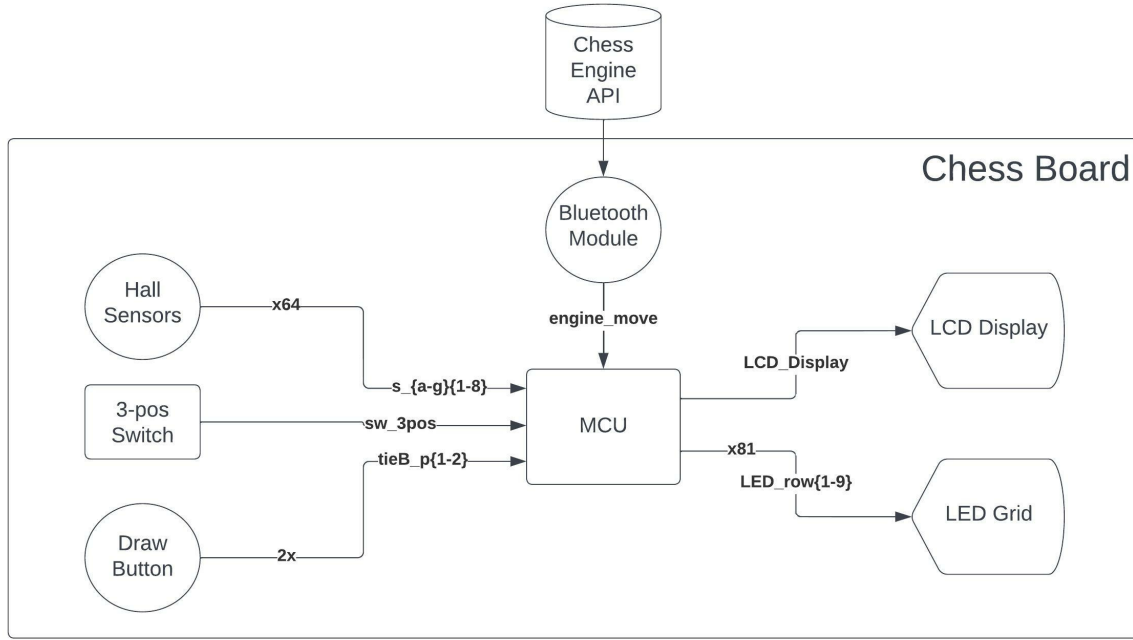 Chess
Engine
API
Chess Board
Bluetooth
Module
Hall
Sensors
x64
engine_move
LCD Display
LCD_Display
s_{a-g}{1-8}
3-pos
Switch
sw_3pos
MCU
x81
tieB_p{1-2}
LED_row{1-9}
LED Grid
Draw
Button
2x